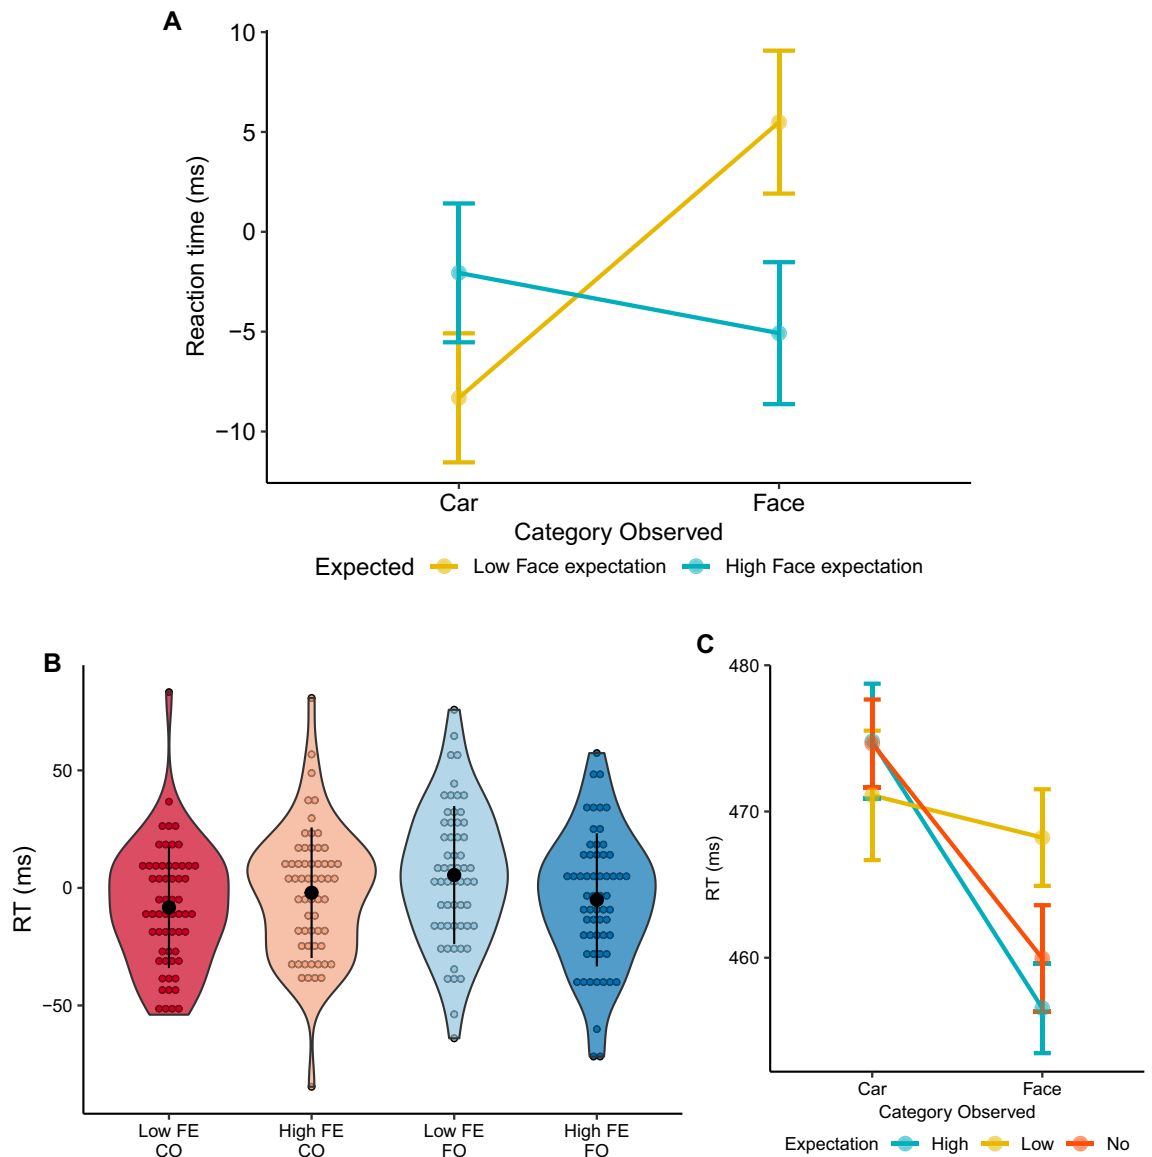 A
10
5
0
−5
−10
Reaction time (ms)
Car Face
Category Observed
Expected Low Face expectation High Face expectation
B
50
0
−50
RT (ms)
Low FE High FE Low FE High FE
CO CO FO FO
C
480
470
460
RT (ms)
Car Face
Category Observed
Expectation High Low No